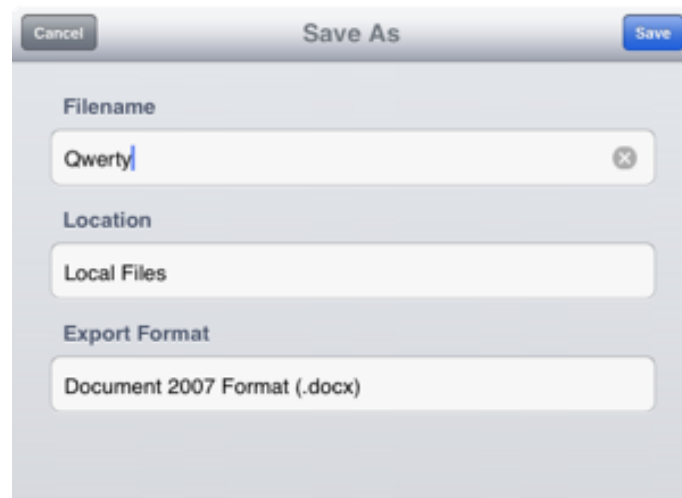 Cancel Save As Save
Filename
Qwerty
Location
Local Files
Export Format
Document 2007 Format (.docx)